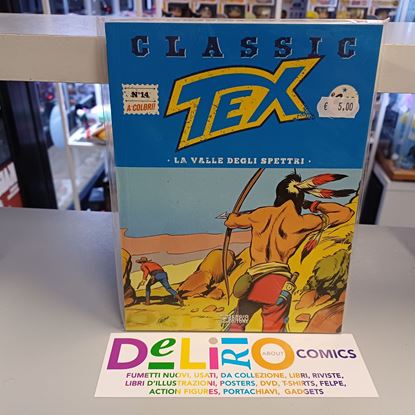 CLASSIC
N°14
A COLORI!
TEX
€ 5,00
• LA VALLE DEGLI SPETTRI •
DeLiRiO
ABOUT
COMICS
FUMETTI NUOVI, USATI, DA COLLEZIONE, LIBRI, RIVISTE,
LIBRI D'ILLUSTRAZIONI, POSTERS, DVD, T-SHIRTS, FELPE,
ACTION FIGURES, PORTACHIAVI, GADGETS